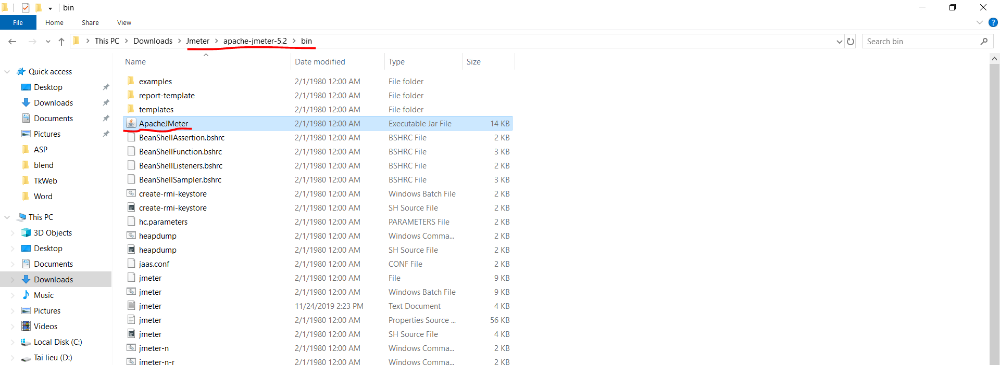 bin
File Home Share View
This PC Downloads Jmeter apache-jmeter-5.2 bin Search bin
Name Date modified Type Size
Quick access
Desktop
Downloads
Documents
Pictures
ASP
blend
TkWeb
Word
This PC
3D Objects
Desktop
Documents
Downloads
Music
Pictures
Videos
Local Disk (C:)
Tai lieu (D:)
examples 2/1/1980 12:00 AM File folder
report-template 2/1/1980 12:00 AM File folder
templates 2/1/1980 12:00 AM File folder
ApacheJMeter 2/1/1980 12:00 AM Executable Jar File 14 KB
BeanShellAssertion.bshrc 2/1/1980 12:00 AM BSHRC File 2 KB
BeanShellFunction.bshrc 2/1/1980 12:00 AM BSHRC File 3 KB
BeanShellListeners.bshrc 2/1/1980 12:00 AM BSHRC File 2 KB
BeanShellSampler.bshrc 2/1/1980 12:00 AM BSHRC File 3 KB
create-rmi-keystore 2/1/1980 12:00 AM Windows Batch File 2 KB
create-rmi-keystore 2/1/1980 12:00 AM SH Source File 2 KB
hc.parameters 2/1/1980 12:00 AM PARAMETERS File 2 KB
heapdump 2/1/1980 12:00 AM Windows Comma... 2 KB
heapdump 2/1/1980 12:00 AM SH Source File 2 KB
jaas.conf 2/1/1980 12:00 AM CONF File 2 KB
jmeter 2/1/1980 12:00 AM File 9 KB
jmeter 2/1/1980 12:00 AM Windows Batch File 9 KB
jmeter 11/24/2019 2:23 PM Text Document 4 KB
jmeter 2/1/1980 12:00 AM Properties Source ... 56 KB
jmeter 2/1/1980 12:00 AM SH Source File 4 KB
jmeter-n 2/1/1980 12:00 AM Windows Comma... 2 KB
jmeter-n-r 2/1/1980 12:00 AM Windows Comma... 2 KB